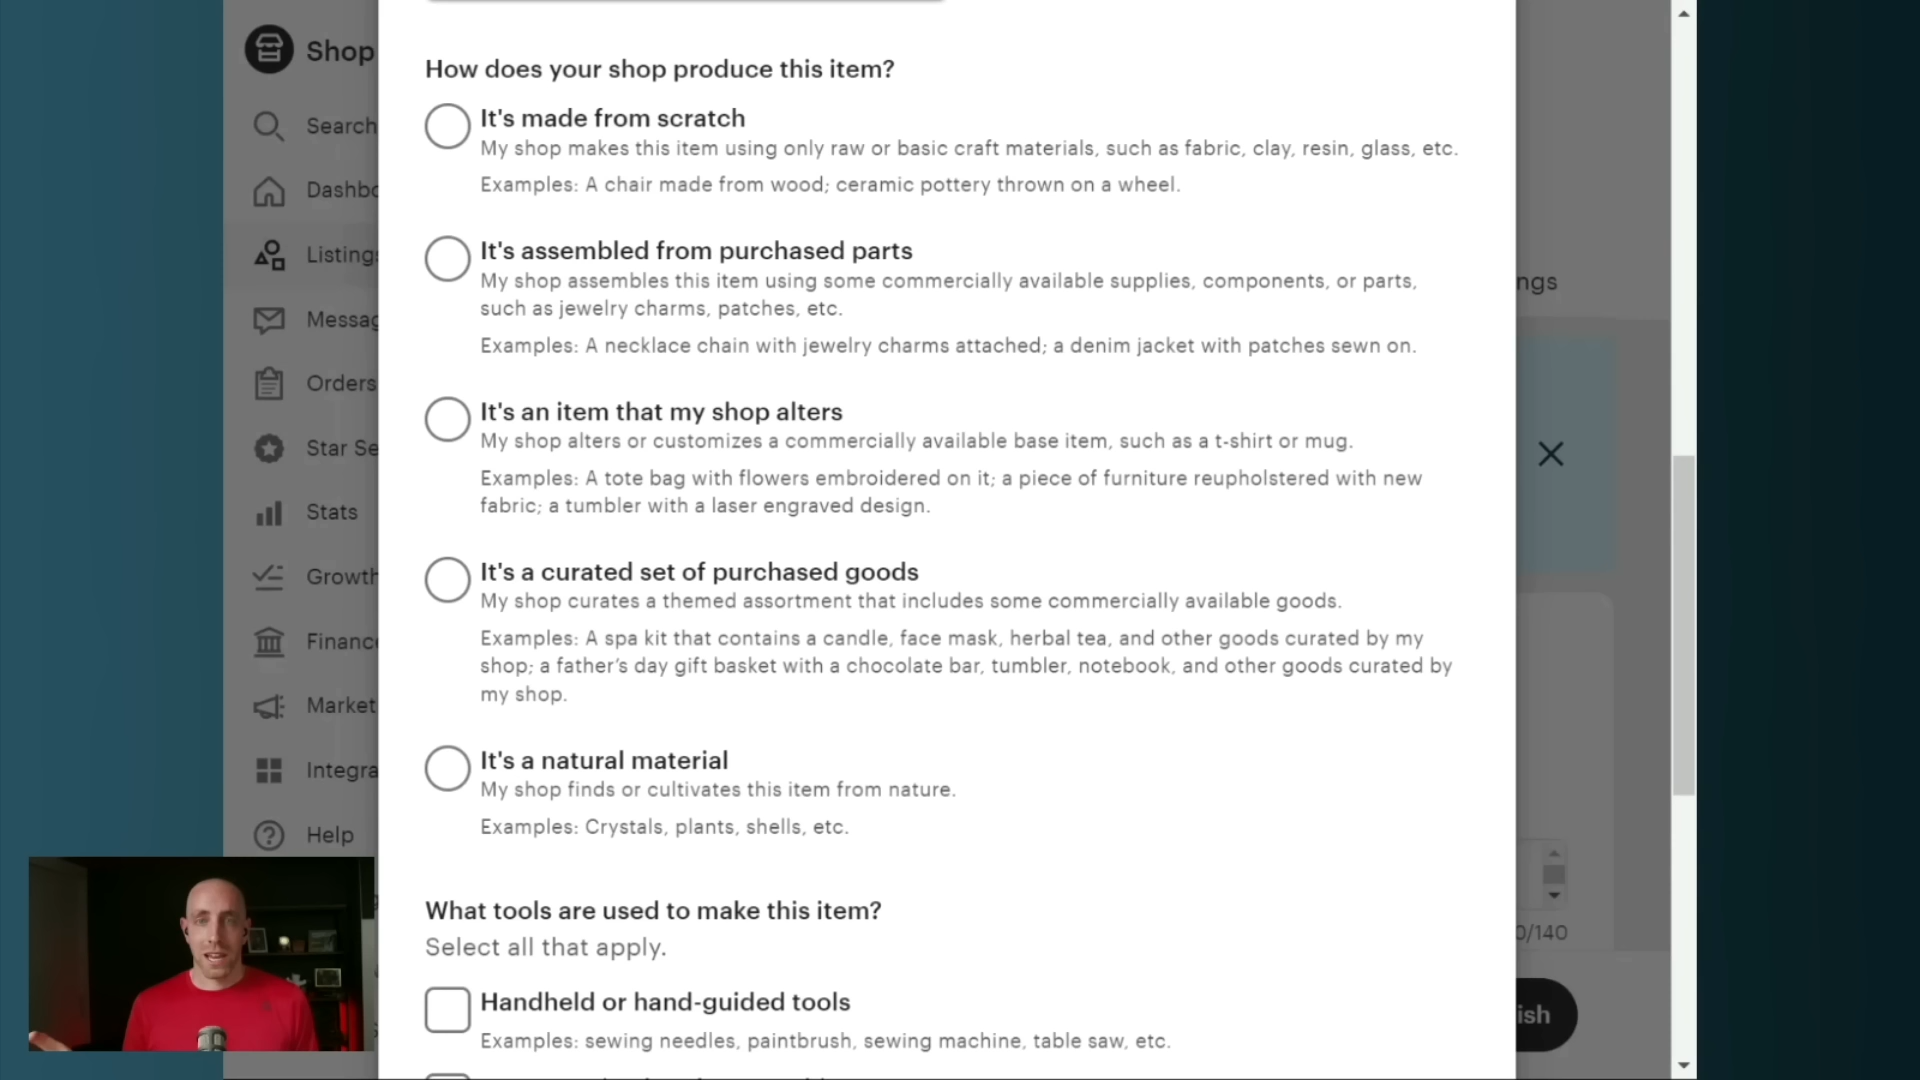 Shop
Search
Dashbo
Listings
Messag
Orders
Star Se
Stats
Growth
Finance
Market
Integra
Help
How does your shop produce this item?
It's made from scratch
My shop makes this item using only raw or basic craft materials, such as fabric, clay, resin, glass, etc.
Examples: A chair made from wood; ceramic pottery thrown on a wheel.
It's assembled from purchased parts
My shop assembles this item using some commercially available supplies, components, or parts,
such as jewelry charms, patches, etc.
Examples: A necklace chain with jewelry charms attached; a denim jacket with patches sewn on.
It's an item that my shop alters
My shop alters or customizes a commercially available base item, such as a t-shirt or mug.
Examples: A tote bag with flowers embroidered on it; a piece of furniture reupholstered with new
fabric; a tumbler with a laser engraved design.
It's a curated set of purchased goods
My shop curates a themed assortment that includes some commercially available goods.
Examples: A spa kit that contains a candle, face mask, herbal tea, and other goods curated by my
shop; a father’s day gift basket with a chocolate bar, tumbler, notebook, and other goods curated by
my shop.
It's a natural material
My shop finds or cultivates this item from nature.
Examples: Crystals, plants, shells, etc.
What tools are used to make this item?
Select all that apply.
Handheld or hand-guided tools
Examples: sewing needles, paintbrush, sewing machine, table saw, etc.
ngs
0/140
ish